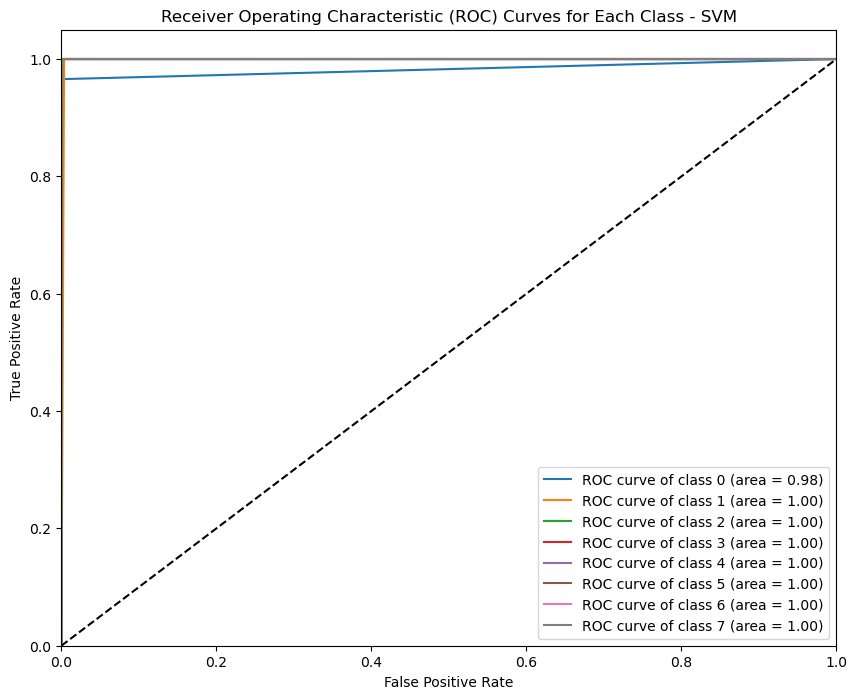 Receiver Operating Characteristic (ROC) Curves for Each Class - SVM
True Positive Rate
1.0
0.8
0.6
0.4
0.2
0.0
ROC curve of class 0 (area = 0.98)
ROC curve of class 1 (area = 1.00)
ROC curve of class 2 (area = 1.00)
ROC curve of class 3 (area = 1.00)
ROC curve of class 4 (area = 1.00)
ROC curve of class 5 (area = 1.00)
ROC curve of class 6 (area = 1.00)
ROC curve of class 7 (area = 1.00)
0.0 0.2 0.4 0.6 0.8 1.0
False Positive Rate